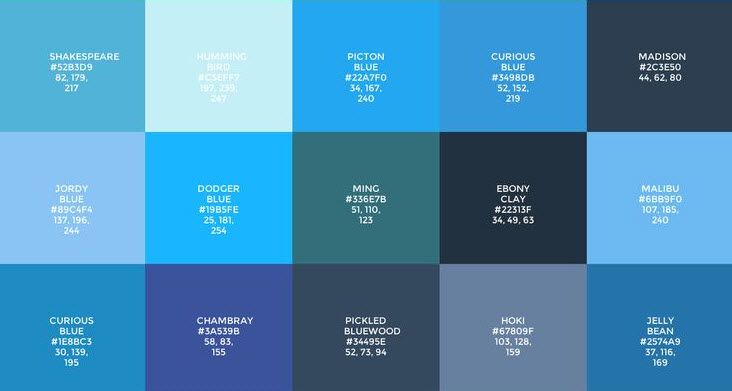 SHAKESPEARE
#52B3D9
82, 179,
217
HUMMING
BIRD
#C5EFF7
197, 239,
247
PICTON
BLUE
#22A7F0
34, 167,
240
CURIOUS
BLUE
#3498DB
52, 152,
219
MADISON
#2C3E50
44, 62, 80
JORDY
BLUE
#89C4F4
137, 196,
244
DODGER
BLUE
#19B5FE
25, 181,
254
MING
#336E7B
51, 110,
123
EBONY
CLAY
#22313F
34, 49, 63
MALIBU
#6BB9F0
107, 185,
240
CURIOUS
BLUE
#1E8BC3
30, 139,
195
CHAMBRAY
#3A539B
58, 83,
155
PICKLED
BLUEWOOD
#34495E
52, 73, 94
HOKI
#67809F
103, 128,
159
JELLY
BEAN
#2574A9
37, 116,
169